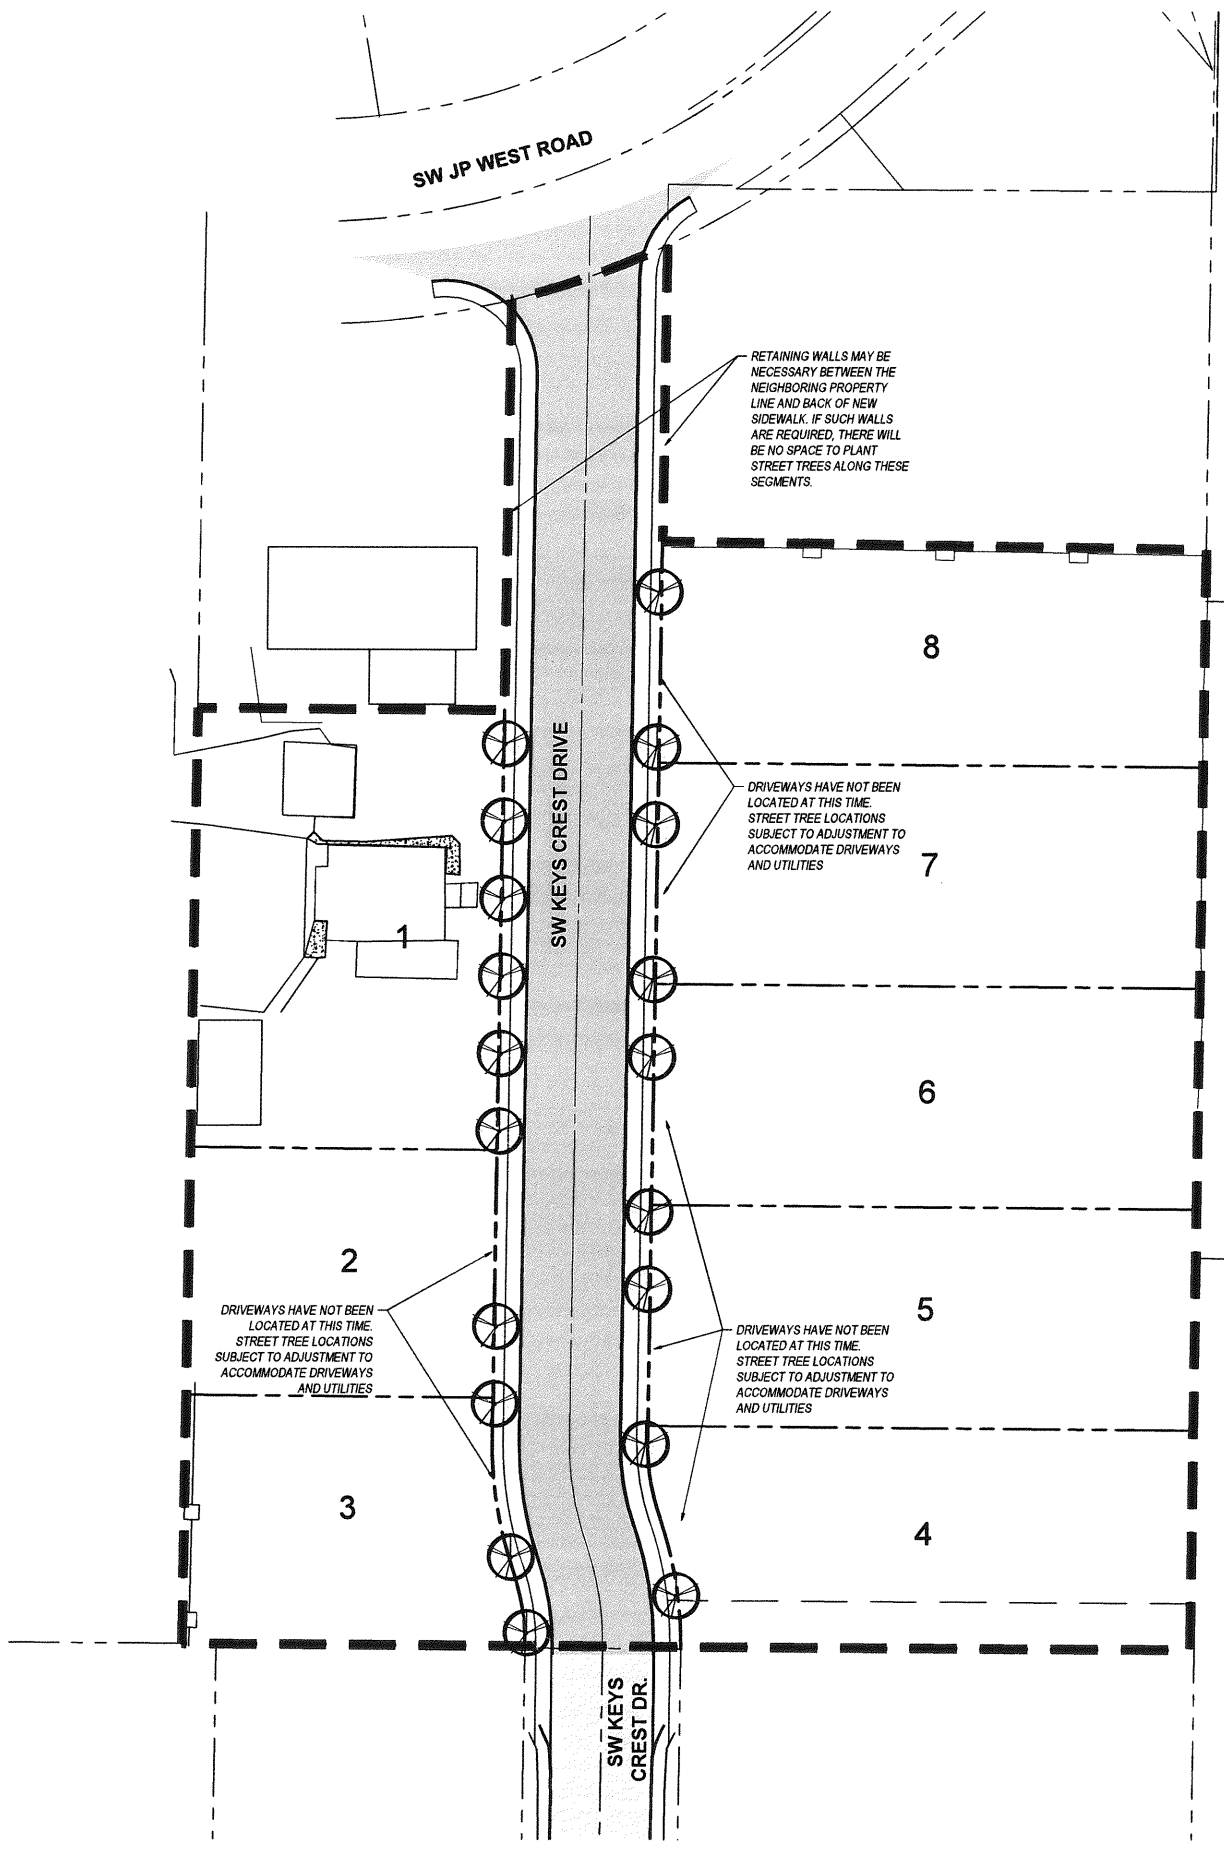 SW JP WEST ROAD
RETAINING WALLS MAY BE
NECESSARY BETWEEN THE
NEIGHBORING PROPERTY
LINE AND BACK OF NEW
SIDEWALK. IF SUCH WALLS
ARE REQUIRED, THERE WILL
BE NO SPACE TO PLANT
STREET TREES ALONG THESE
SEGMENTS.
8
SW KEYS CREST DRIVE
DRIVEWAYS HAVE NOT BEEN
LOCATED AT THIS TIME.
STREET TREE LOCATIONS
SUBJECT TO ADJUSTMENT TO
ACCOMMODATE DRIVEWAYS
AND UTILITIES
7
1
6
2
DRIVEWAYS HAVE NOT BEEN
LOCATED AT THIS TIME.
STREET TREE LOCATIONS
SUBJECT TO ADJUSTMENT TO
ACCOMMODATE DRIVEWAYS
AND UTILITIES
5
DRIVEWAYS HAVE NOT BEEN
LOCATED AT THIS TIME.
STREET TREE LOCATIONS
SUBJECT TO ADJUSTMENT TO
ACCOMMODATE DRIVEWAYS
AND UTILITIES
3
4
SW KEYS
CREST DR.